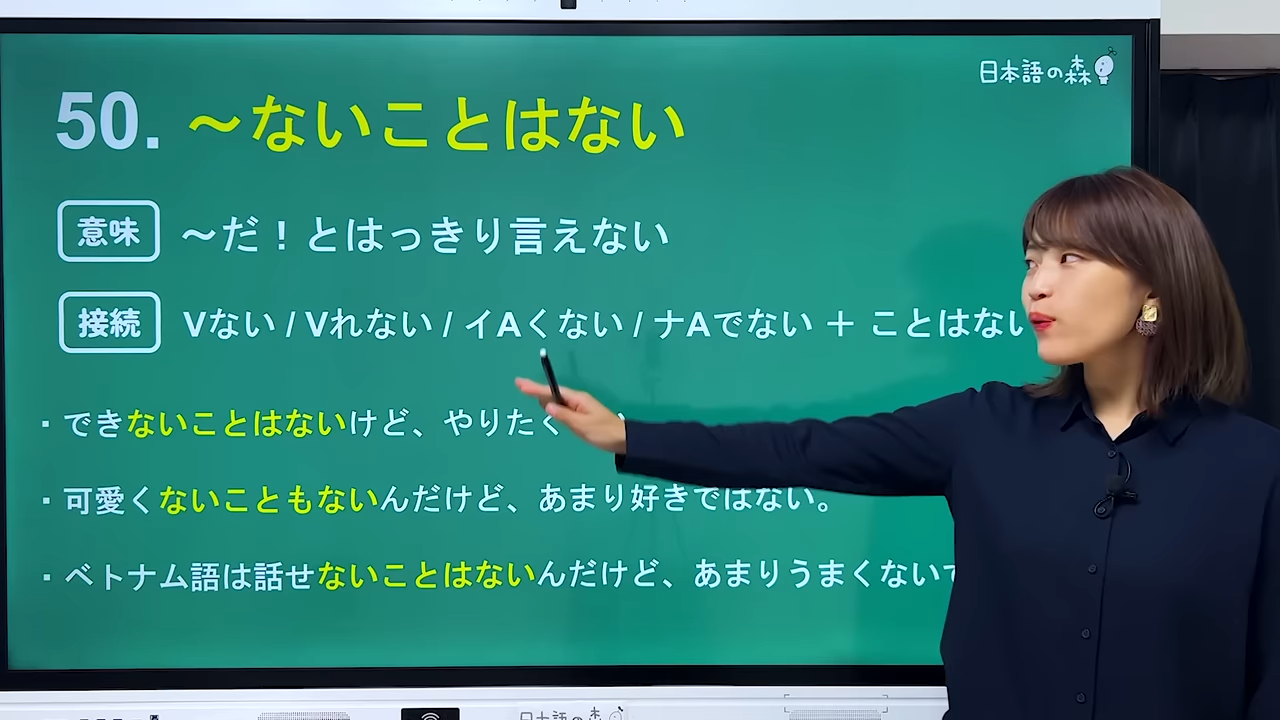 日本語の森
50. ～ないことはない
意味 ～だ！とはっきり言えない
接続 Vない / Vれない / イAくない / ナAでない ＋ ことはない
・できないことはないけど、やりたく
・可愛くないこともないんだけど、あまり好きではない。
・ベトナム語は話せないことはないんだけど、あまりうまくない
日本語の森